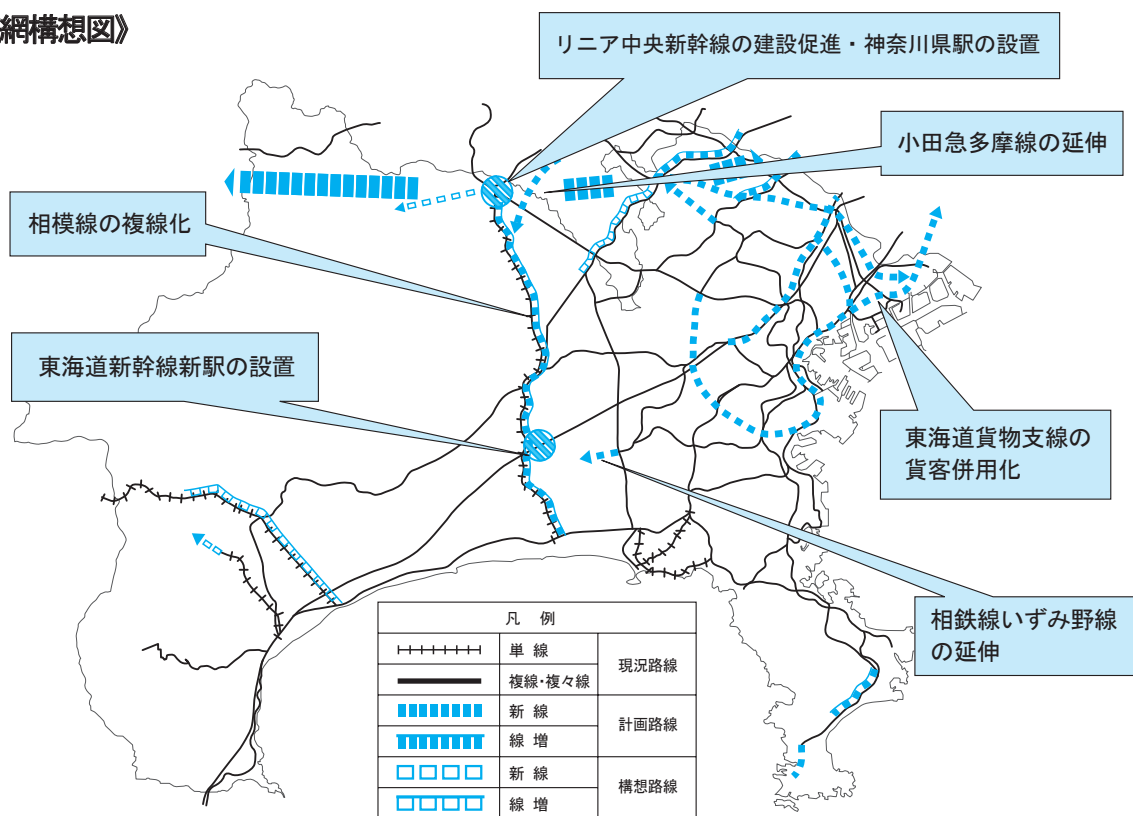 網構想図》
リニア中央新幹線の建設促進・神奈川県駅の設置
小田急多摩線の延伸
相模線の複線化
東海道新幹線新駅の設置
東海道貨物支線の
貨客併用化
相鉄線いずみ野線
の延伸
凡 例
単 線
現況路線
複線・複々線
新 線
計画路線
線 増
新 線
構想路線
線 増